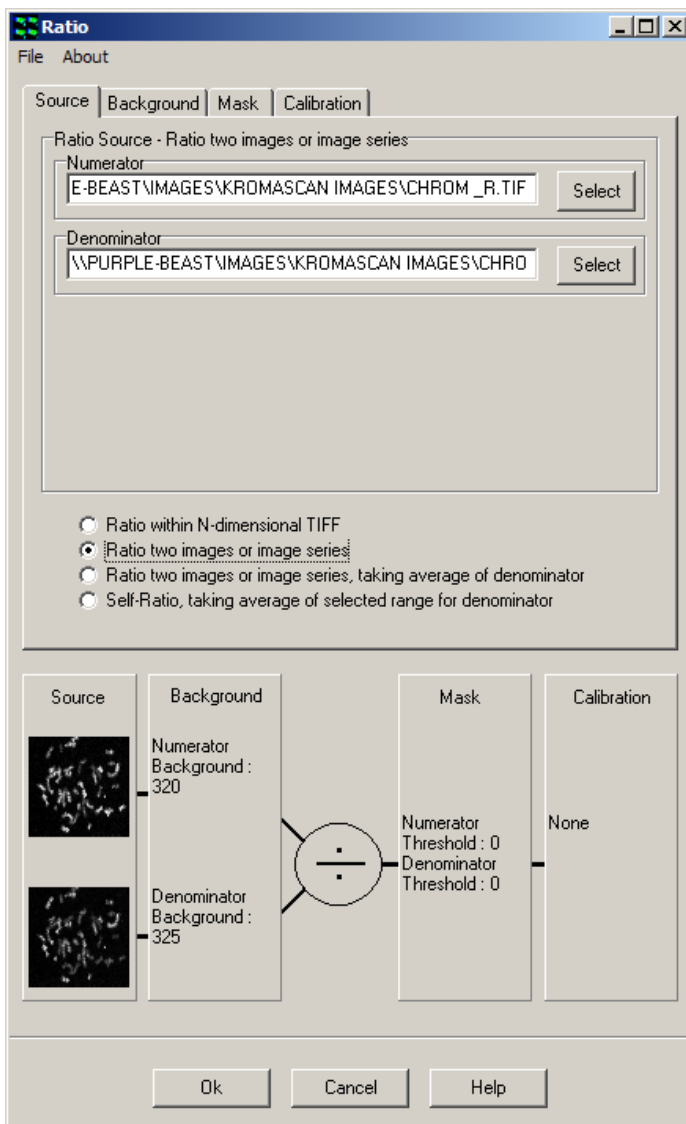 Ratio
File About
Source Background Mask Calibration
Ratio Source - Ratio two images or image series
Numerator
E-BEAST\IMAGES\KROMASCAN IMAGES\CHROM _R.TIF
Select
Denominator
\\PURPLE-BEAST\IMAGES\KROMASCAN IMAGES\CHRO
Select
Ratio within N-dimensional TIFF
Ratio two images or image series
Ratio two images or image series, taking average of denominator
Self-Ratio, taking average of selected range for denominator
Source
Background
Mask
Calibration
Numerator
Background :
320
Denominator
Background :
325
Numerator
Threshold : 0
Denominator
Threshold : 0
None
Ok Cancel Help